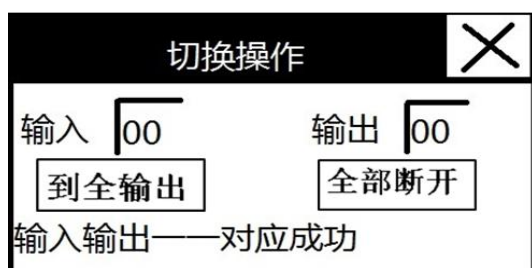 切换操作
输入 00 输出 00
到全输出 全部断开
输入输出——对应成功